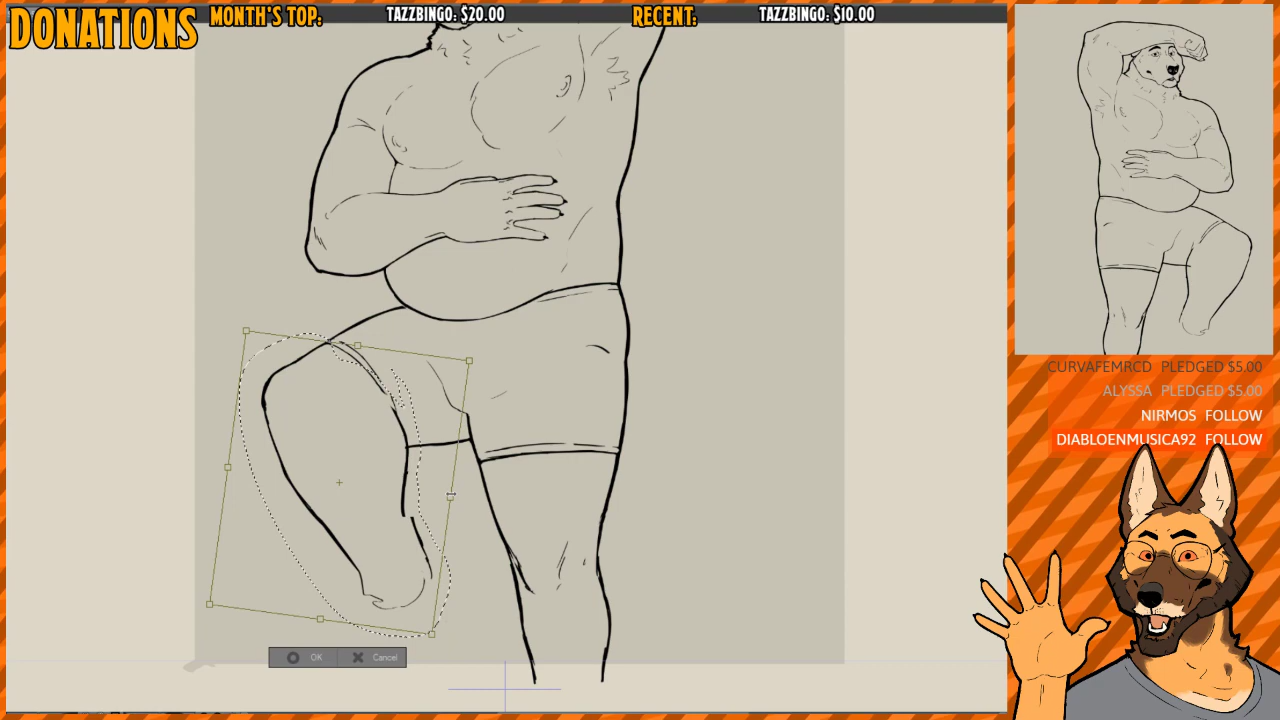 DONATIONS
MONTH'S TOP: TAZZBINGO: $20.00 RECENT: TAZZBINGO: $10.00
CURVAFEMRCD PLEDGED $5.00
ALYSSA PLEDGED $5.00
NIRMOS FOLLOW
DIABLOENMUSICA92 FOLLOW
OK Cancel